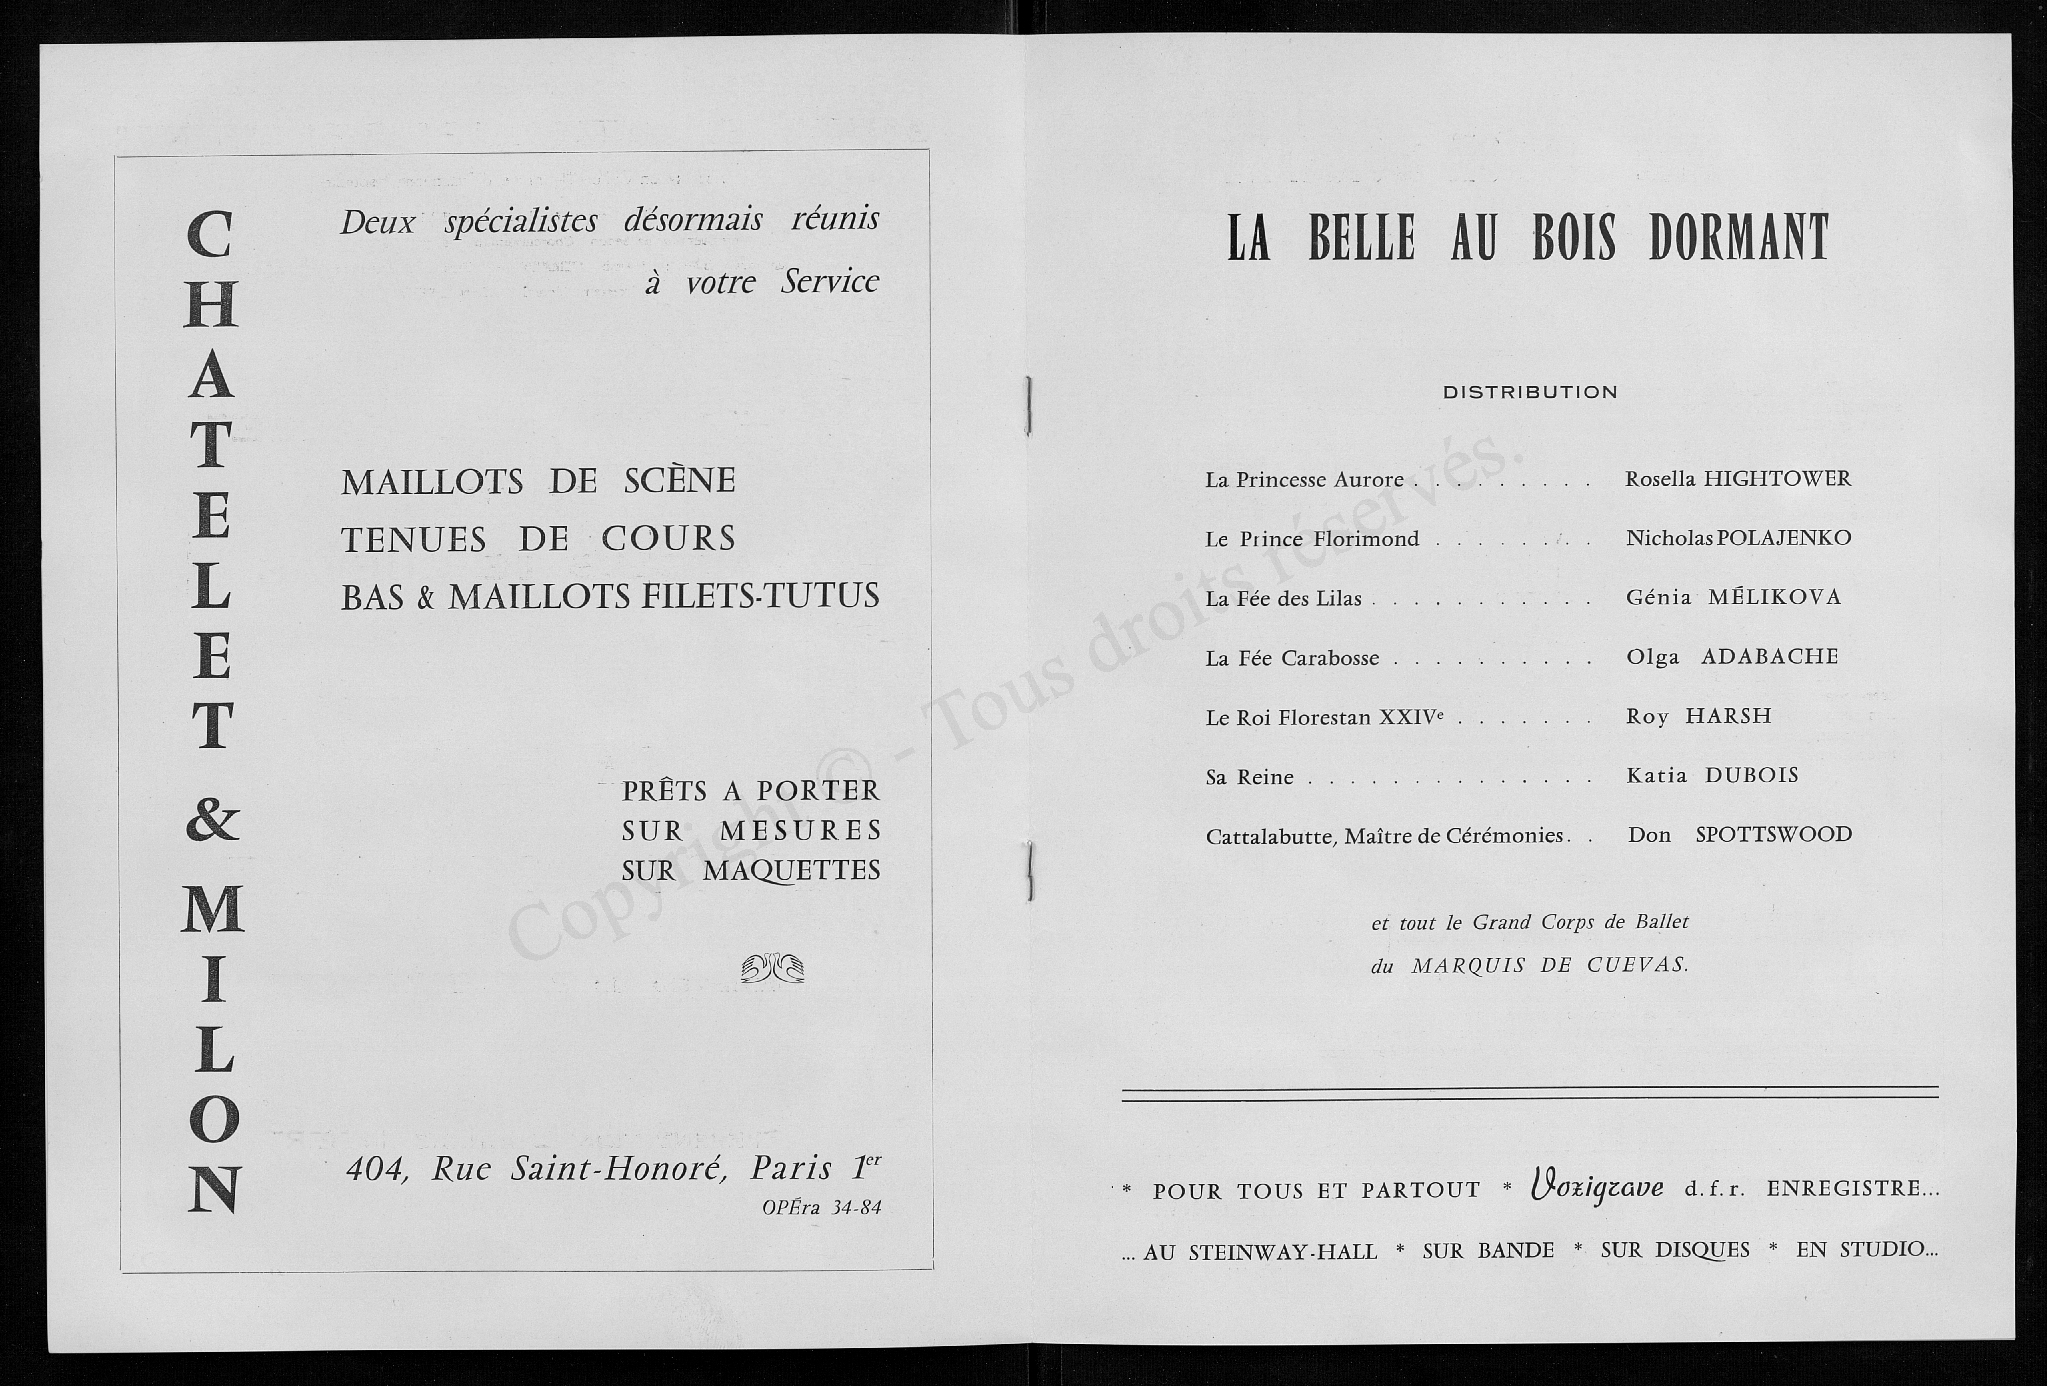 CHATELET & MILON
Deux spécialistes désormais réunis
à votre Service
MAILLOTS DE SCÈNE
TENUES DE COURS
BAS & MAILLOTS FILETS-TUTUS
PRÊTS A PORTER
SUR MESURES
SUR MAQUETTES
404, Rue Saint-Honoré, Paris 1er
OPÉra 34-84
LA BELLE AU BOIS DORMANT
DISTRIBUTION
La Princesse Aurore . . . . . . . . . Rosella HIGHTOWER
Le Prince Florimond . . . . . . . . Nicholas POLAJENKO
La Fée des Lilas . . . . . . . . . . . Génia MÉLIKOVA
La Fée Carabosse . . . . . . . . . . Olga ADABACHE
Le Roi Florestan XXIVe . . . . . . . Roy HARSH
Sa Reine . . . . . . . . . . . . . . Katia DUBOIS
Cattalabutte, Maître de Cérémonies. . Don SPOTTSWOOD
et tout le Grand Corps de Ballet
du MARQUIS DE CUEVAS.
* POUR TOUS ET PARTOUT * Voxigrave d.f.r. ENREGISTRE...
... AU STEINWAY-HALL * SUR BANDE * SUR DISQUES * EN STUDIO...
Copyright © - Tous droits réservés.